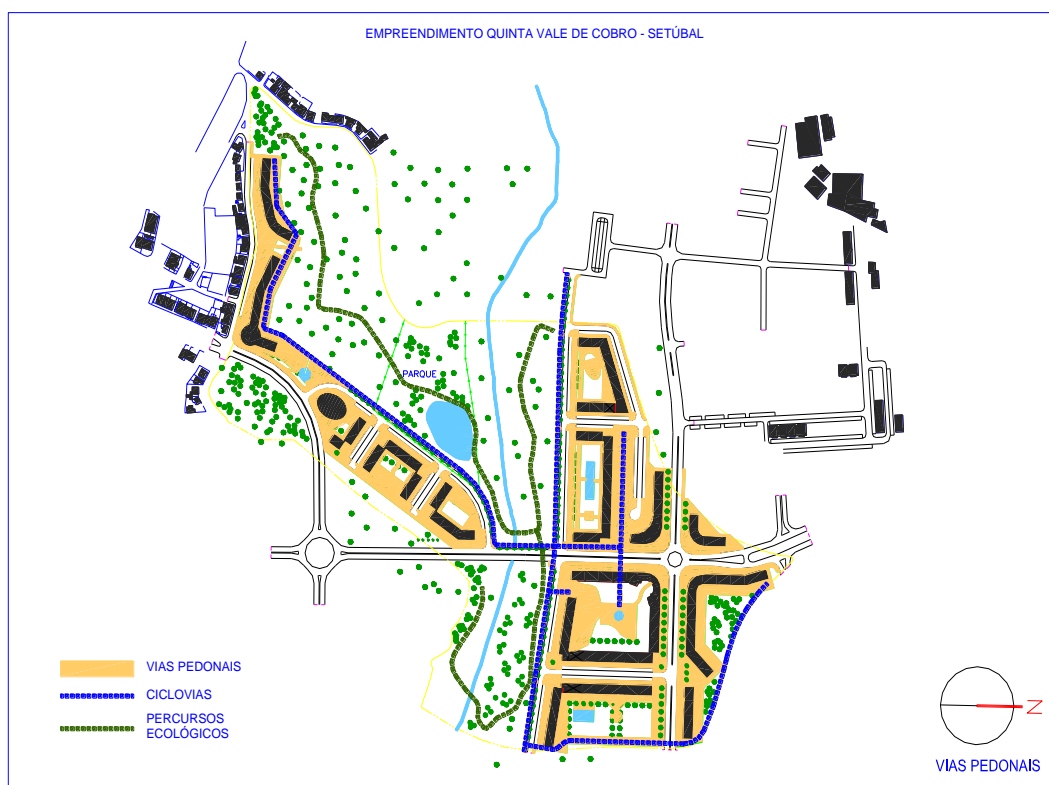 EMPREENDIMENTO QUINTA VALE DE COBRO - SETÚBAL
PARQUE
VIAS PEDONAIS
CICLOVIAS
PERCURSOS
ECOLÓGICOS
N
VIAS PEDONAIS